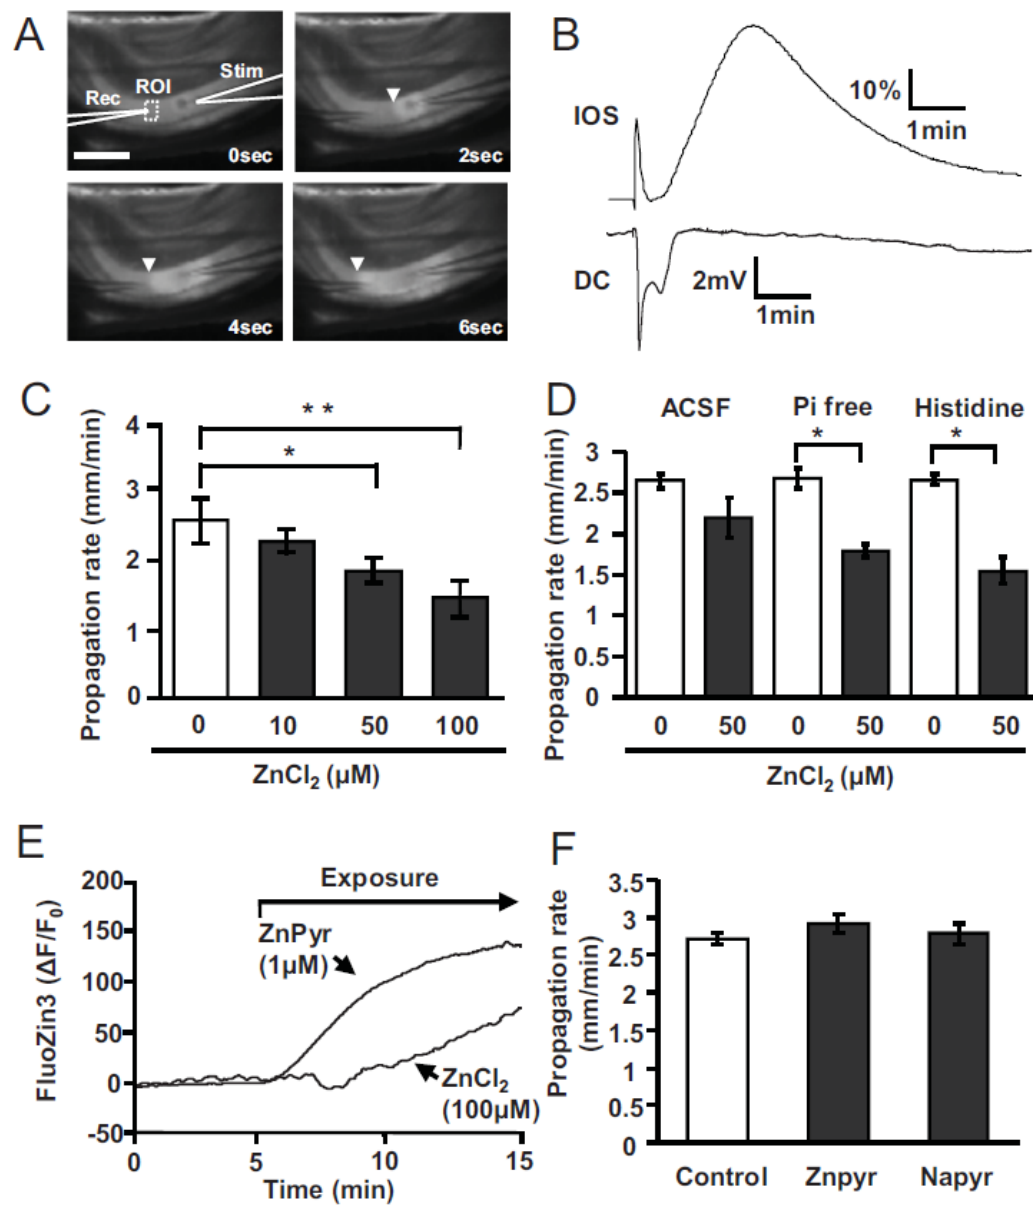 A
ROI
Stim
Rec
0sec
2sec
4sec
6sec
B
IOS
10%
1min
DC
2mV
1min
C
Propagation rate (mm/min)
4
3
2
1
0
* *
*
0 10 50 100
ZnCl2 (µM)
D
ACSF Pi free Histidine
* *
Propagation rate (mm/min)
3
2.5
2
1.5
1
0.5
0
0 50 0 50 0 50
ZnCl2 (µM)
E
FluoZin3 (ΔF/F0)
200
150
100
50
0
-50
Exposure
ZnPyr
(1µM)
ZnCl2
(100µM)
0 5 10 15
Time (min)
F
Propagation rate
(mm/min)
3.5
3
2.5
2
1.5
1
0.5
0
Control Znpyr Napyr